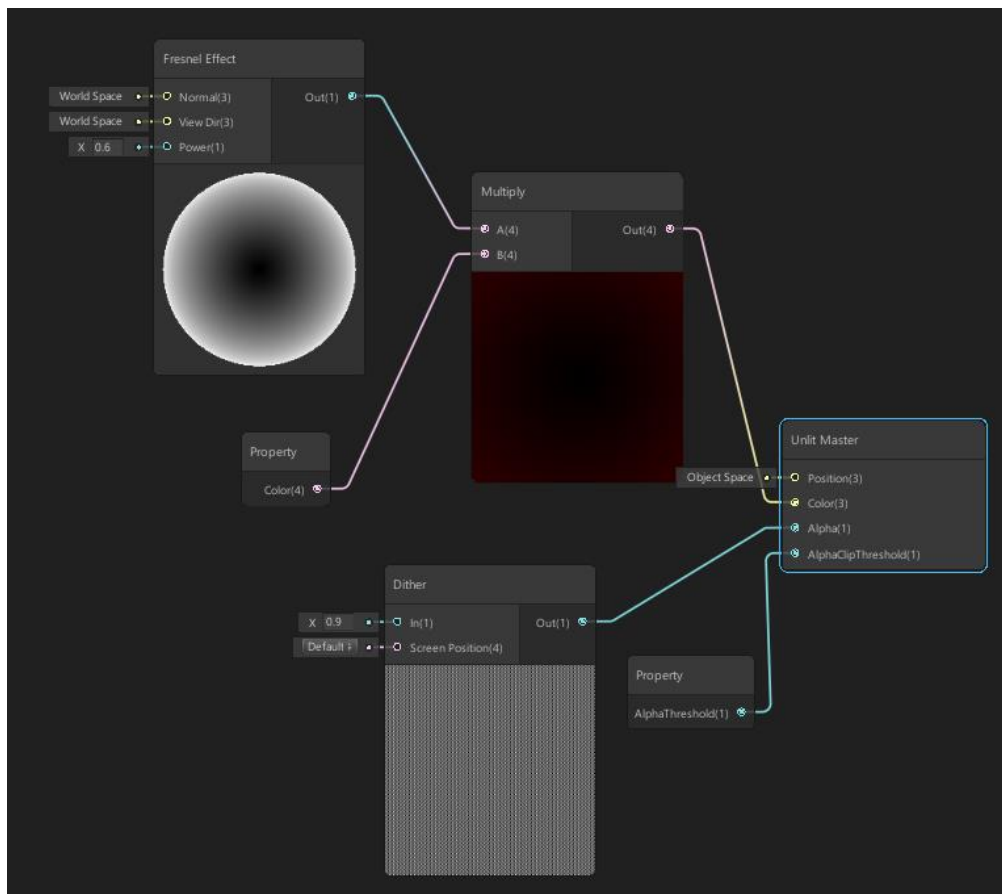 Fresnel Effect
World Space Normal(3) Out(1)
World Space View Dir(3)
X 0.6 Power(1)
Multiply
A(4) Out(4)
B(4)
Property
Color(4)
Unlit Master
Object Space Position(3)
Color(3)
Alpha(1)
AlphaClipThreshold(1)
Dither
X 0.9 In(1) Out(1)
Default Screen Position(4)
Property
AlphaThreshold(1)